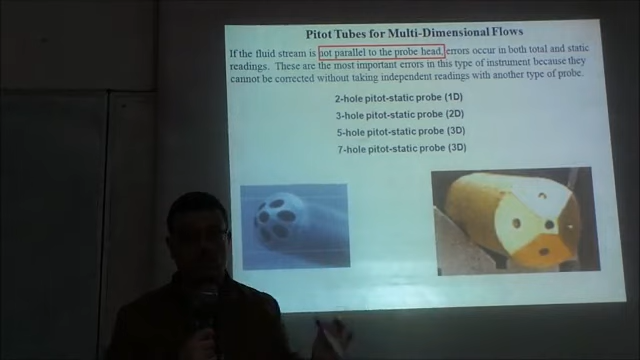 Pitot Tubes for Multi-Dimensional Flows
If the fluid stream is not parallel to the probe head, errors occur in both total and static
readings. These are the most important errors in this type of instrument because they
cannot be corrected without taking independent readings with another type of probe.
2-hole pitot-static probe (1D)
3-hole pitot-static probe (2D)
5-hole pitot-static probe (3D)
7-hole pitot-static probe (3D)